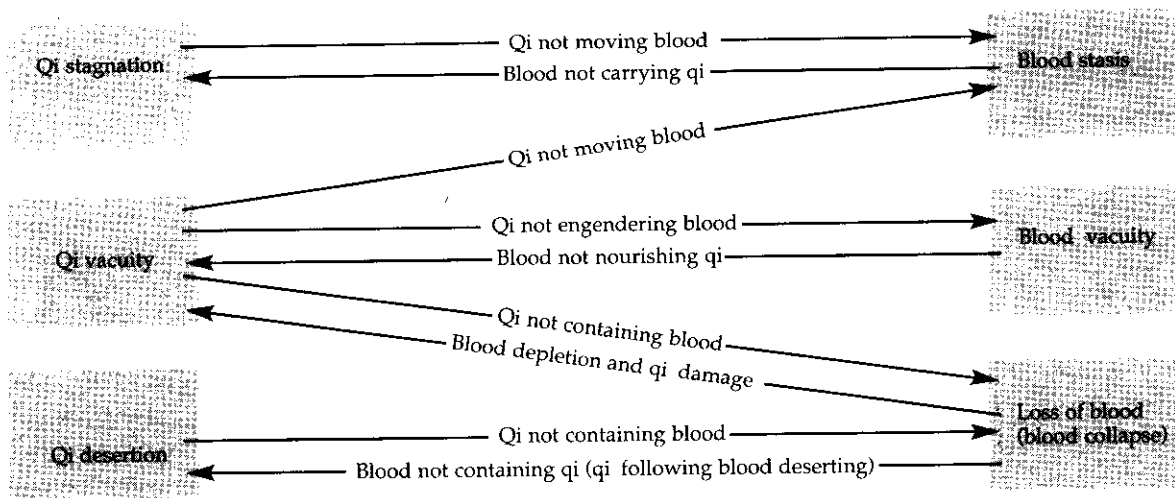 Qi not moving blood
Qi stagnation
Blood stasis
Blood not carrying qi
Qi not moving blood
Qi not engendering blood
Qi vacuity
Blood vacuity
Blood not nourishing qi
Qi not containing blood
Blood depletion and qi damage
Loss of blood
(blood collapse)
Qi not containing blood
Qi desertion
Blood not containing qi (qi following blood deserting)